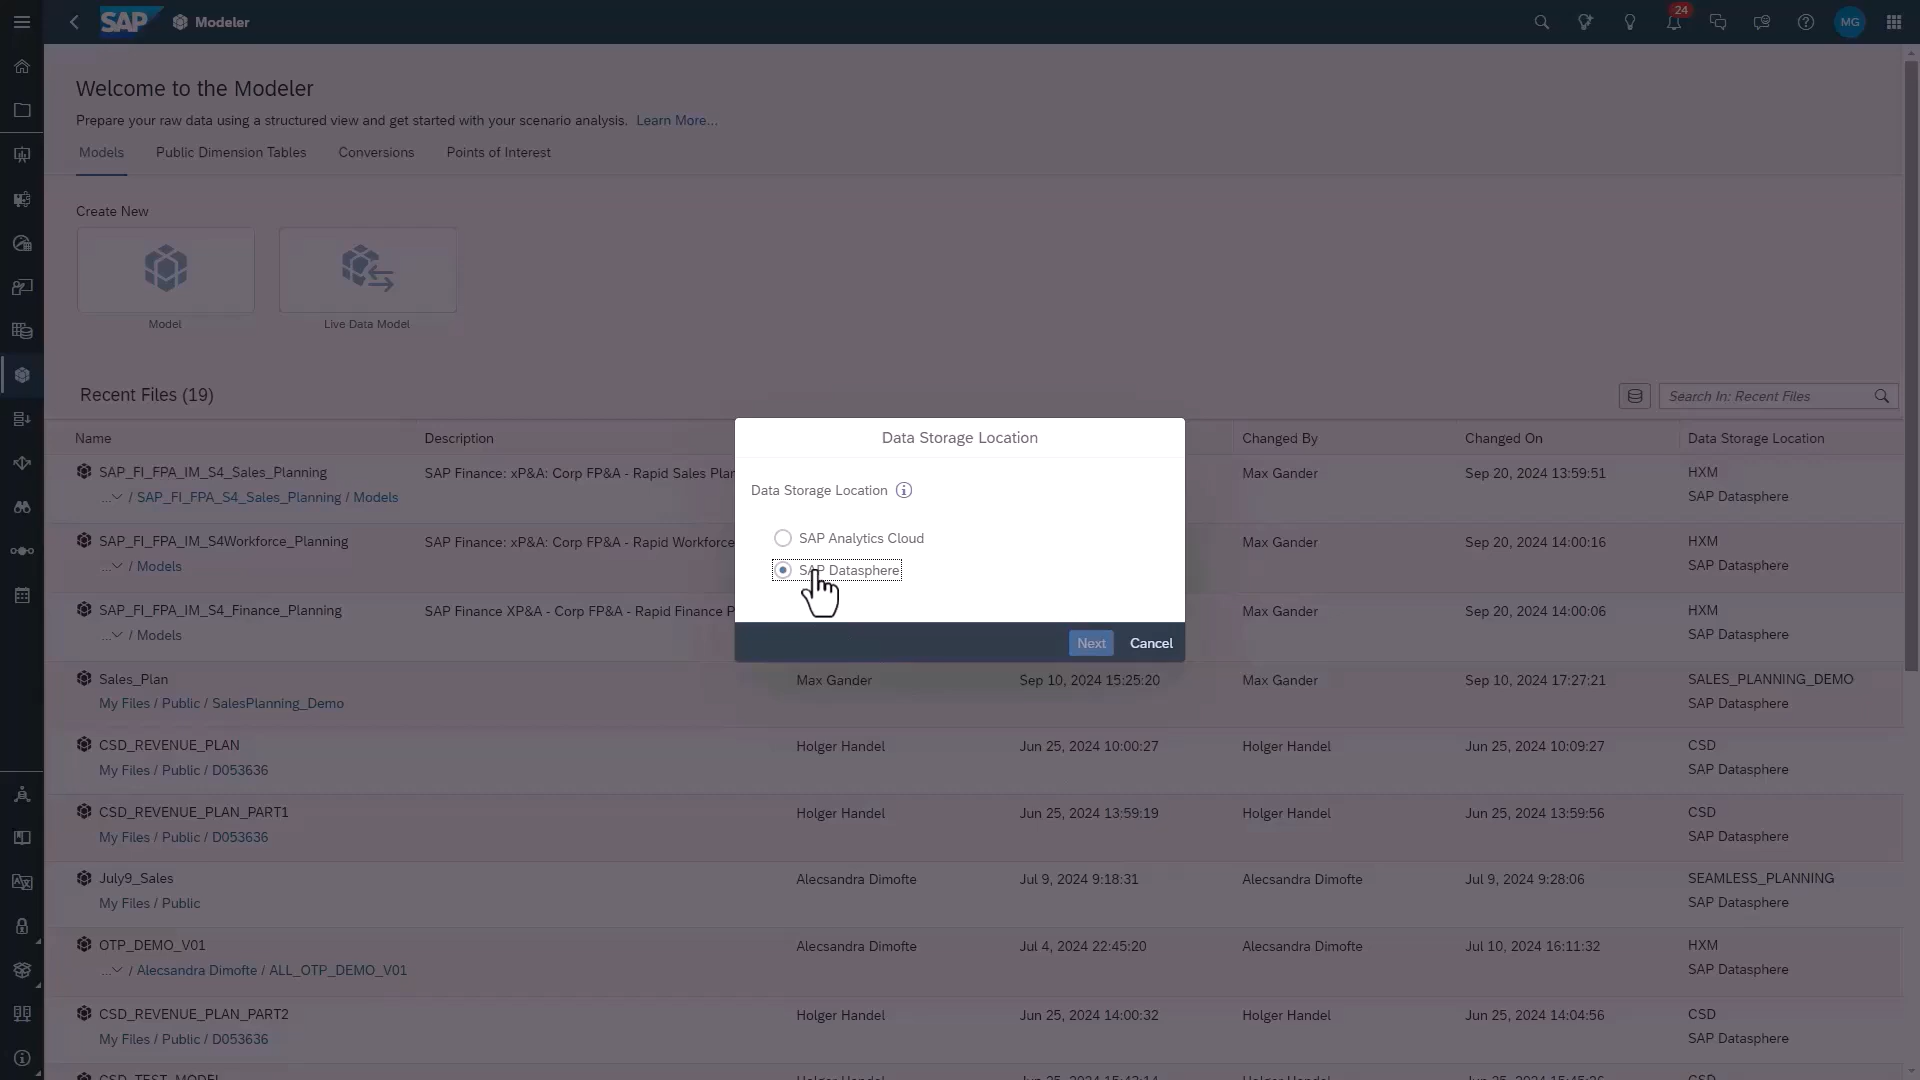 SAP Modeler 24 MG
Welcome to the Modeler
Prepare your raw data using a structured view and get started with your scenario analysis. Learn More...
Models Public Dimension Tables Conversions Points of Interest
Create New
Model Live Data Model
Recent Files (19) Search In: Recent Files
Name Description Changed By Changed On Data Storage Location
Data Storage Location
Data Storage Location
SAP Analytics Cloud
SAP Datasphere
Next Cancel
SAP_FI_FPA_IM_S4_Sales_Planning SAP Finance: xP&A: Corp FP&A - Rapid Sales Plan Max Gander Sep 20, 2024 13:59:51 HXM
... / SAP_FI_FPA_S4_Sales_Planning / Models SAP Datasphere
SAP_FI_FPA_IM_S4Workforce_Planning SAP Finance: xP&A: Corp FP&A - Rapid Workforce Max Gander Sep 20, 2024 14:00:16 HXM
... / Models SAP Datasphere
SAP_FI_FPA_IM_S4_Finance_Planning SAP Finance XP&A - Corp FP&A - Rapid Finance P Max Gander Sep 20, 2024 14:00:06 HXM
... / Models SAP Datasphere
Sales_Plan Max Gander Sep 10, 2024 15:25:20 Max Gander Sep 10, 2024 17:27:21 SALES_PLANNING_DEMO
My Files / Public / SalesPlanning_Demo SAP Datasphere
CSD_REVENUE_PLAN Holger Handel Jun 25, 2024 10:00:27 Holger Handel Jun 25, 2024 10:09:27 CSD
My Files / Public / D053636 SAP Datasphere
CSD_REVENUE_PLAN_PART1 Holger Handel Jun 25, 2024 13:59:19 Holger Handel Jun 25, 2024 13:59:56 CSD
My Files / Public / D053636 SAP Datasphere
July9_Sales Alecsandra Dimofte Jul 9, 2024 9:18:31 Alecsandra Dimofte Jul 9, 2024 9:28:06 SEAMLESS_PLANNING
My Files / Public SAP Datasphere
OTP_DEMO_V01 Alecsandra Dimofte Jul 4, 2024 22:45:20 Alecsandra Dimofte Jul 10, 2024 16:11:32 HXM
... / Alecsandra Dimofte / ALL_OTP_DEMO_V01 SAP Datasphere
CSD_REVENUE_PLAN_PART2 Holger Handel Jun 25, 2024 14:00:32 Holger Handel Jun 25, 2024 14:04:56 CSD
My Files / Public / D053636 SAP Datasphere
CSD_TEST_MODEL